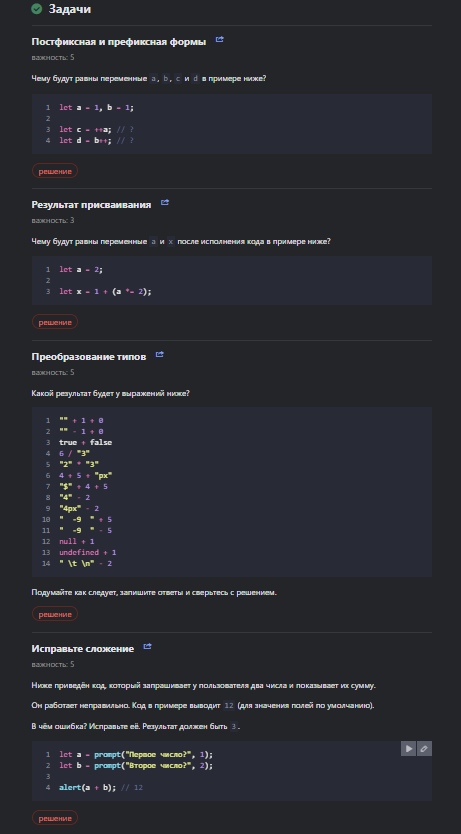 Задачи
Постфиксная и префиксная формы
важность: 5
Чему будут равны переменные a, b, c и d в примере ниже?
1 let a = 1, b = 1;
2
3 let c = ++a; // ?
4 let d = b++; // ?
решение
Результат присваивания
важность: 3
Чему будут равны переменные a и x после исполнения кода в примере ниже?
1 let a = 2;
2
3 let x = 1 + (a *= 2);
решение
Преобразование типов
важность: 5
Какой результат будет у выражений ниже?
1 "" + 1 + 0
2 "" - 1 + 0
3 true + false
4 6 / "3"
5 "2" * "3"
6 4 + 5 + "px"
7 "$" + 4 + 5
8 "4" - 2
9 "4px" - 2
10 "  -9  " + 5
11 "  -9  " - 5
12 null + 1
13 undefined + 1
14 " \t \n" - 2
Подумайте как следует, запишите ответы и сверьтесь с решением.
решение
Исправьте сложение
важность: 5
Ниже приведён код, который запрашивает у пользователя два числа и показывает их сумму.
Он работает неправильно. Код в примере выводит 12 (для значения полей по умолчанию).
В чём ошибка? Исправьте её. Результат должен быть 3.
1 let a = prompt("Первое число?", 1);
2 let b = prompt("Второе число?", 2);
3
4 alert(a + b); // 12
решение